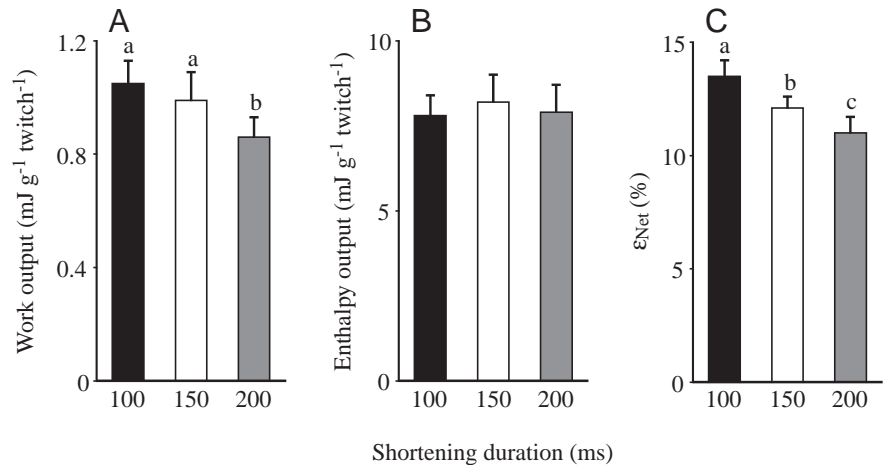 A
Work output (mJ g⁻¹ twitch⁻¹)
1.2
0.8
0.4
0
a
a
b
100 150 200
B
Enthalpy output (mJ g⁻¹ twitch⁻¹)
10
5
0
100 150 200
C
εNet (%)
15
10
5
0
a
b
c
100 150 200
Shortening duration (ms)